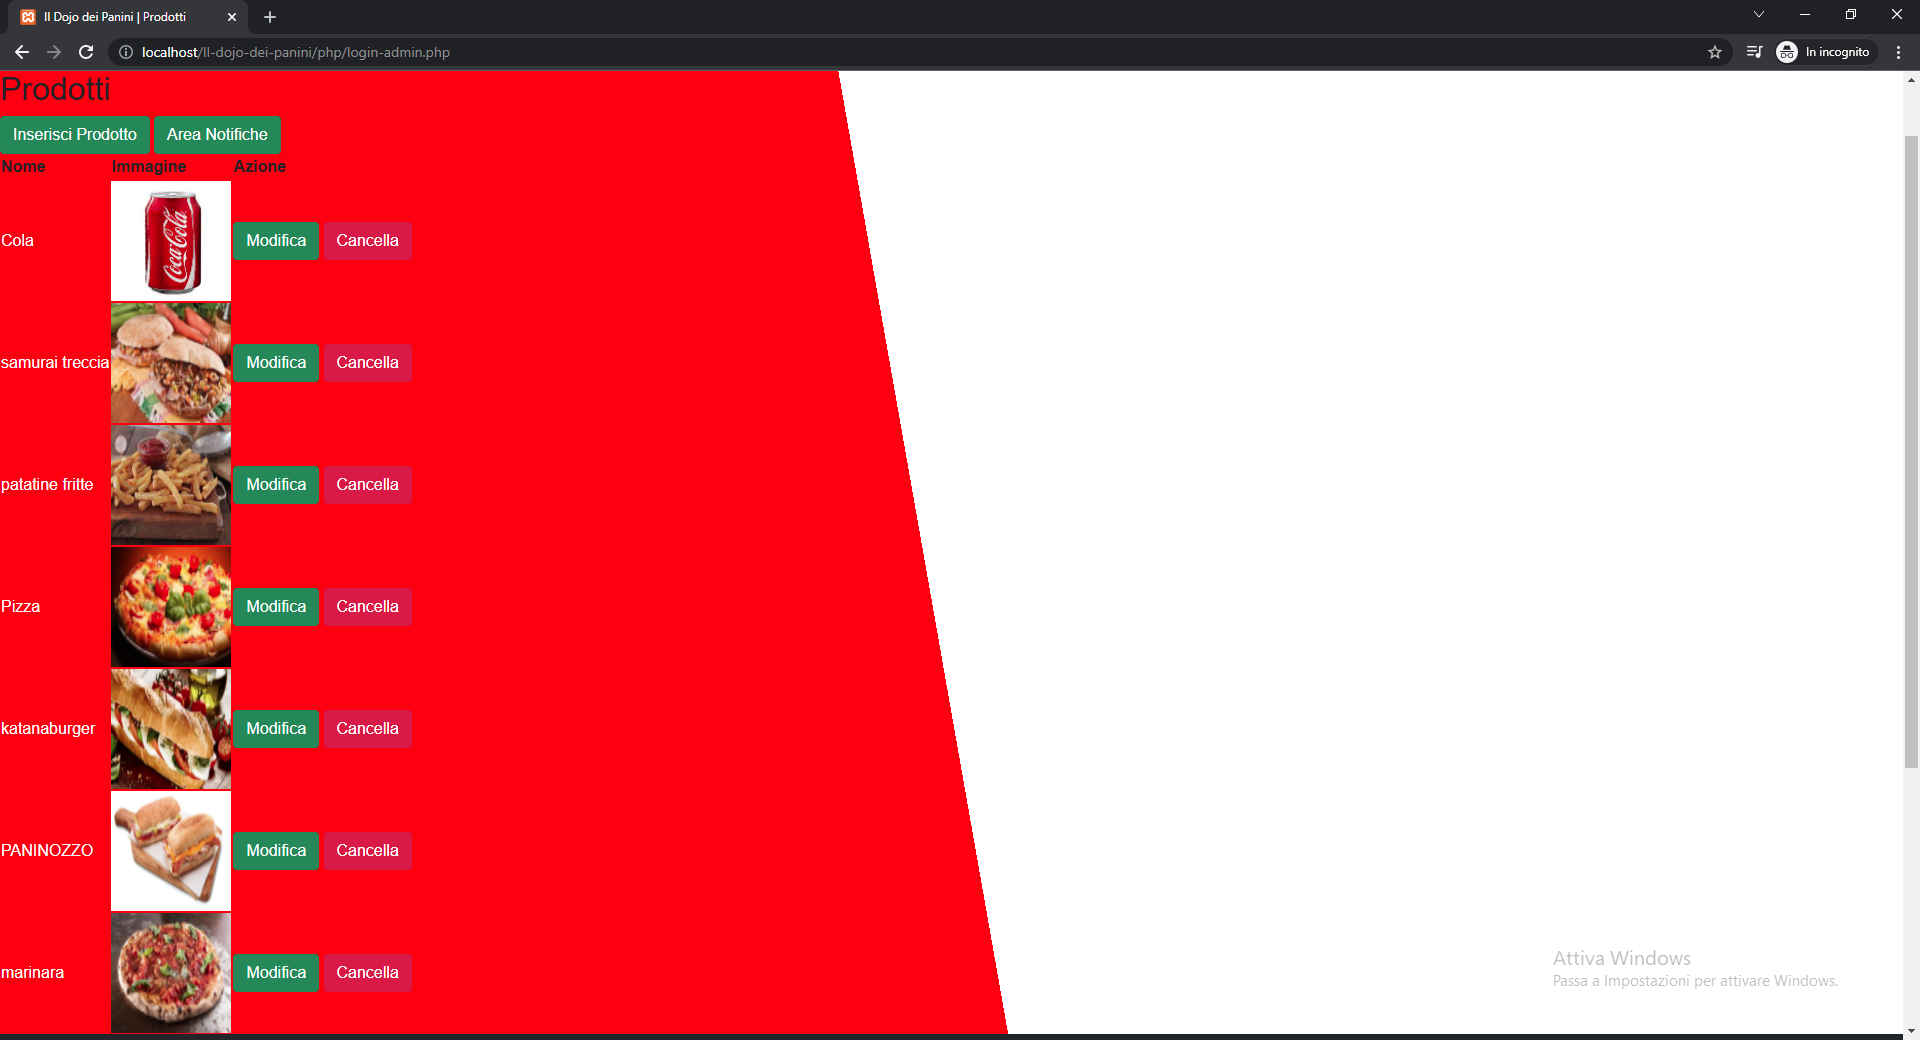 Il Dojo dei Panini | Prodotti
localhost/Il-dojo-dei-panini/php/login-admin.php
In incognito
Prodotti
Inserisci Prodotto Area Notifiche
Nome Immagine Azione
Cola Coca-Cola Modifica Cancella
samurai treccia Modifica Cancella
patatine fritte Modifica Cancella
Pizza Modifica Cancella
katanaburger Modifica Cancella
PANINOZZO Modifica Cancella
marinara Modifica Cancella
Attiva Windows
Passa a Impostazioni per attivare Windows.